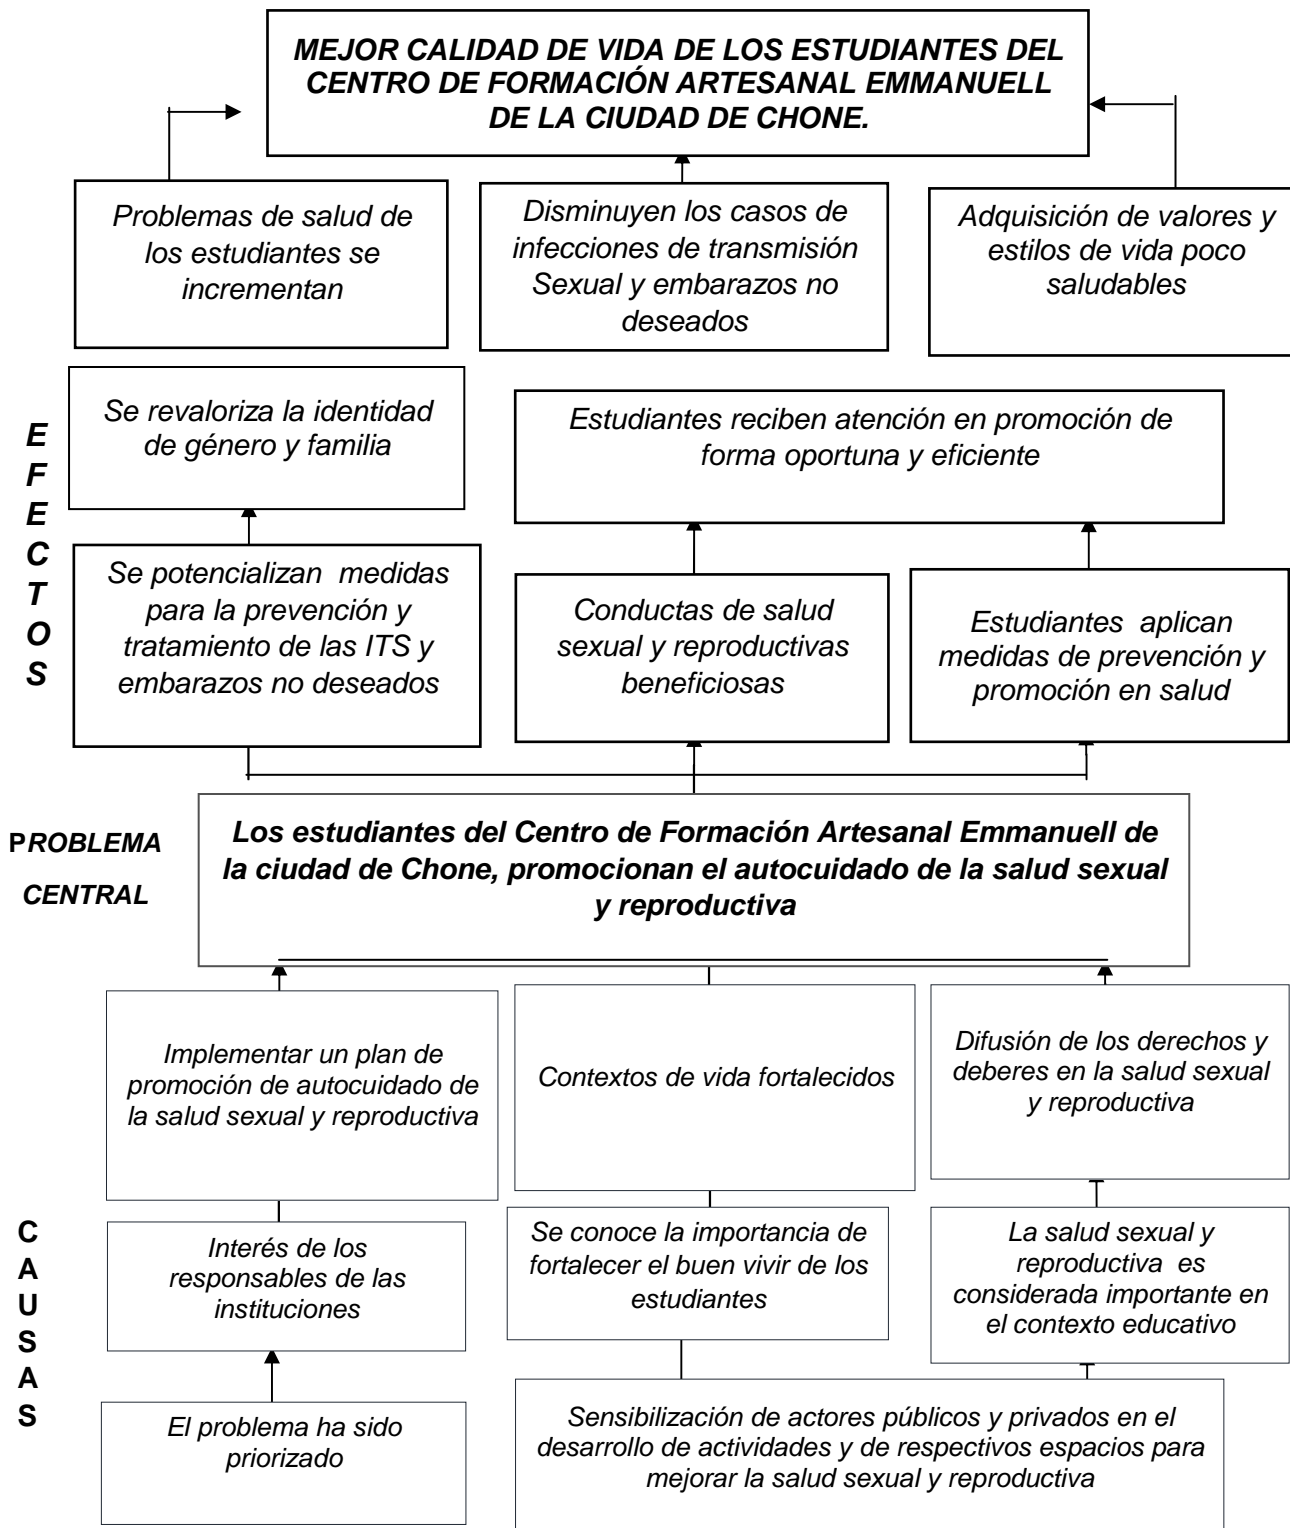 MEJOR CALIDAD DE VIDA DE LOS ESTUDIANTES DEL
CENTRO DE FORMACIÓN ARTESANAL EMMANUELL
DE LA CIUDAD DE CHONE.
Problemas de salud de
los estudiantes se
incrementan
Disminuyen los casos de
infecciones de transmisión
Sexual y embarazos no
deseados
Adquisición de valores y
estilos de vida poco
saludables
E
F
E
C
T
O
S
Se revaloriza la identidad
de género y familia
Estudiantes reciben atención en promoción de
forma oportuna y eficiente
Se potencializan medidas
para la prevención y
tratamiento de las ITS y
embarazos no deseados
Conductas de salud
sexual y reproductivas
beneficiosas
Estudiantes aplican
medidas de prevención y
promoción en salud
PROBLEMA
CENTRAL
Los estudiantes del Centro de Formación Artesanal Emmanuell de
la ciudad de Chone, promocionan el autocuidado de la salud sexual
y reproductiva
Implementar un plan de
promoción de autocuidado de
la salud sexual y reproductiva
Contextos de vida fortalecidos
Difusión de los derechos y
deberes en la salud sexual
y reproductiva
C
A
U
S
A
S
Interés de los
responsables de las
instituciones
Se conoce la importancia de
fortalecer el buen vivir de los
estudiantes
La salud sexual y
reproductiva es
considerada importante en
el contexto educativo
El problema ha sido
priorizado
Sensibilización de actores públicos y privados en el
desarrollo de actividades y de respectivos espacios para
mejorar la salud sexual y reproductiva